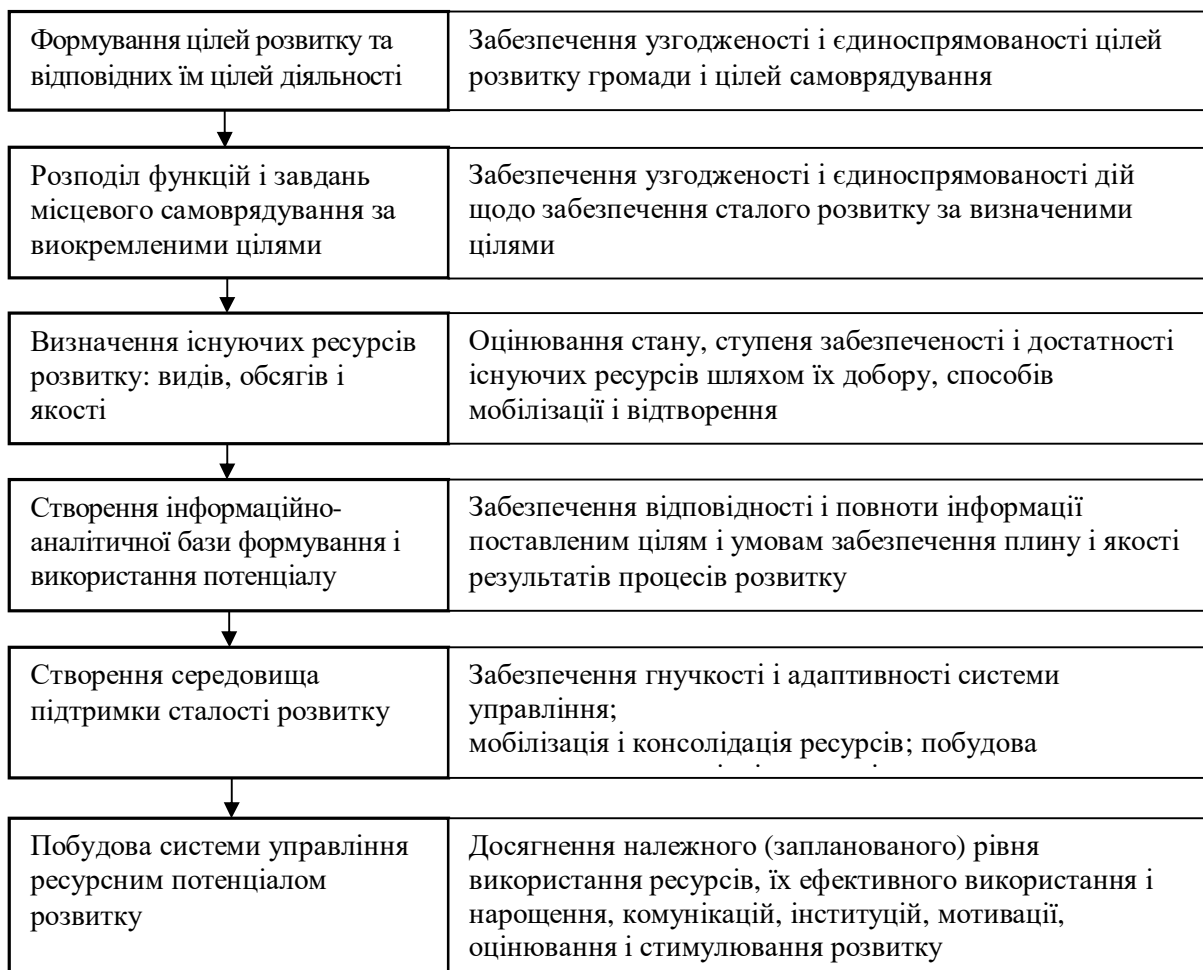 Формування цілей розвитку та
відповідних їм цілей діяльності
Забезпечення узгодженості і єдиноспрямованості цілей
розвитку громади і цілей самоврядування
Розподіл функцій і завдань
місцевого самоврядування за
виокремленими цілями
Забезпечення узгодженості і єдиноспрямованості дій
щодо забезпечення сталого розвитку за визначеними
цілями
Визначення існуючих ресурсів
розвитку: видів, обсягів і
якості
Оцінювання стану, ступеня забезпеченості і достатності
існуючих ресурсів шляхом їх добору, способів
мобілізації і відтворення
Створення інформаційно-
аналітичної бази формування і
використання потенціалу
Забезпечення відповідності і повноти інформації
поставленим цілям і умовам забезпечення плину і якості
результатів процесів розвитку
Створення середовища
підтримки сталості розвитку
Забезпечення гнучкості і адаптивності системи
управління;
мобілізація і консолідація ресурсів; побудова
Побудова системи управління
ресурсним потенціалом
розвитку
Досягнення належного (запланованого) рівня
використання ресурсів, їх ефективного використання і
нарощення, комунікацій, інституцій, мотивації,
оцінювання і стимулювання розвитку